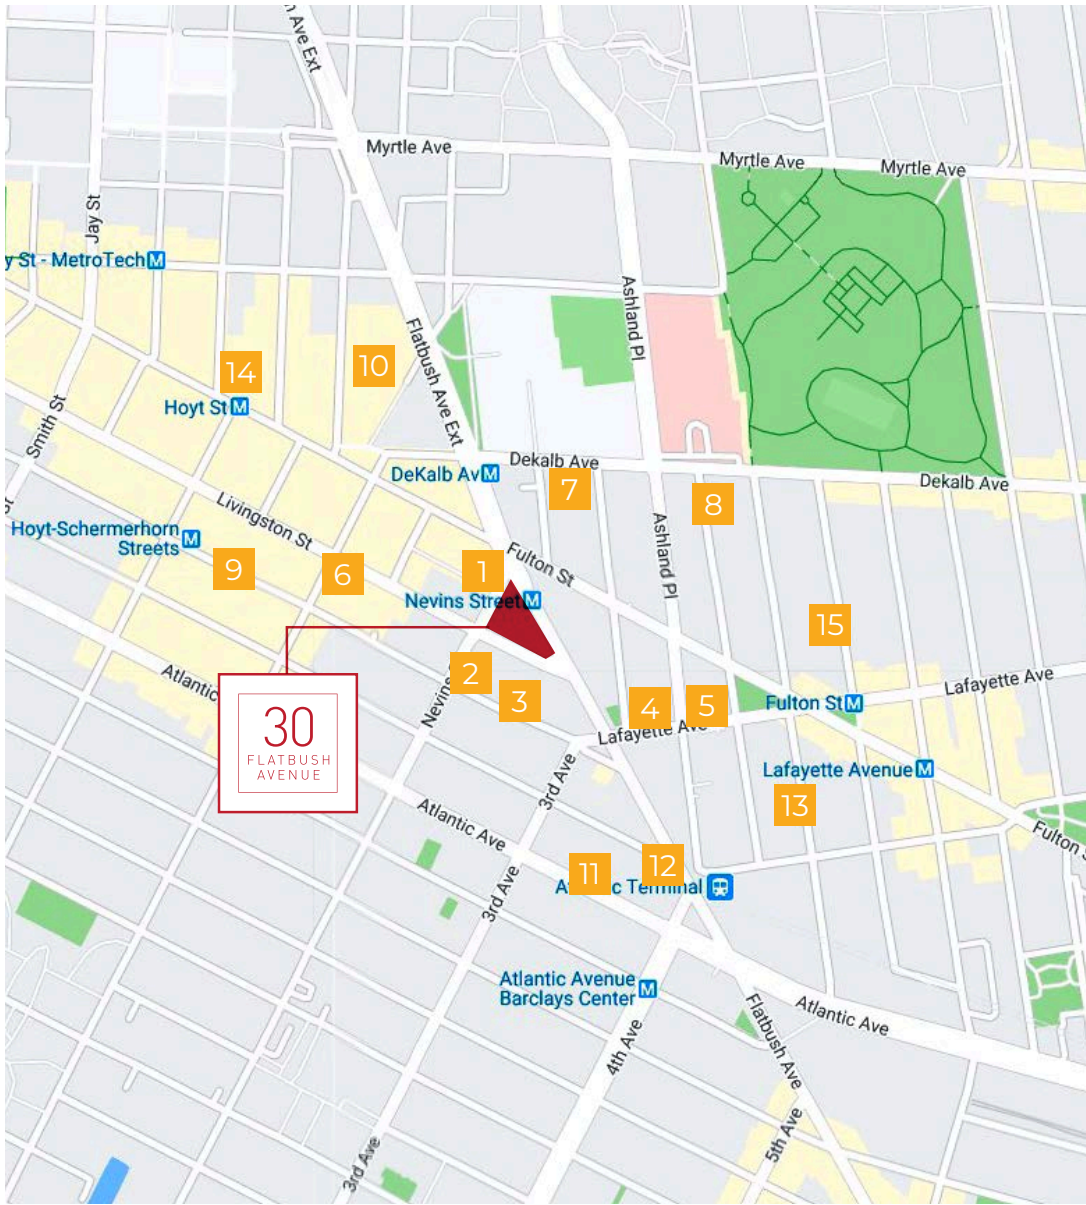 Ave Ext
Myrtle Ave
Myrtle Ave
Myrtle Ave
Jay St
y St - MetroTech M
Ashland Pl
Flatbush Ave Ext
10
14
Hoyt St M
Smith St
DeKalb Av M
Dekalb Ave
Dekalb Ave
7
8
Livingston St
Ashland Pl
Hoyt-Schermerhorn
Streets M
Fulton St
9
6
1
Nevins Street M
15
2
3
Atlantic
Nevins
4
5
Lafayette Ave
Fulton St M
Lafayette Ave
30
FLATBUSH
AVENUE
3rd Ave
Lafayette Avenue M
13
Atlantic Ave
Fulton
11
12
Terminal
3rd Ave
Atlantic Avenue
Barclays Center M
4th Ave
Flatbush Ave
Atlantic Ave
5th Ave
3rd Ave